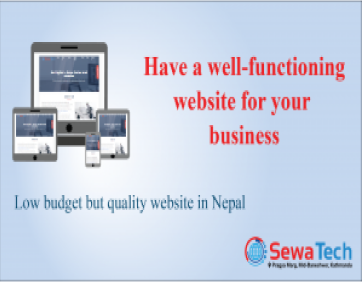 Have a well-functioning
website for your
business
Low budget but quality website in Nepal
SewaTech
Pragya Marg, Mid-Baneshwor, Kathmandu